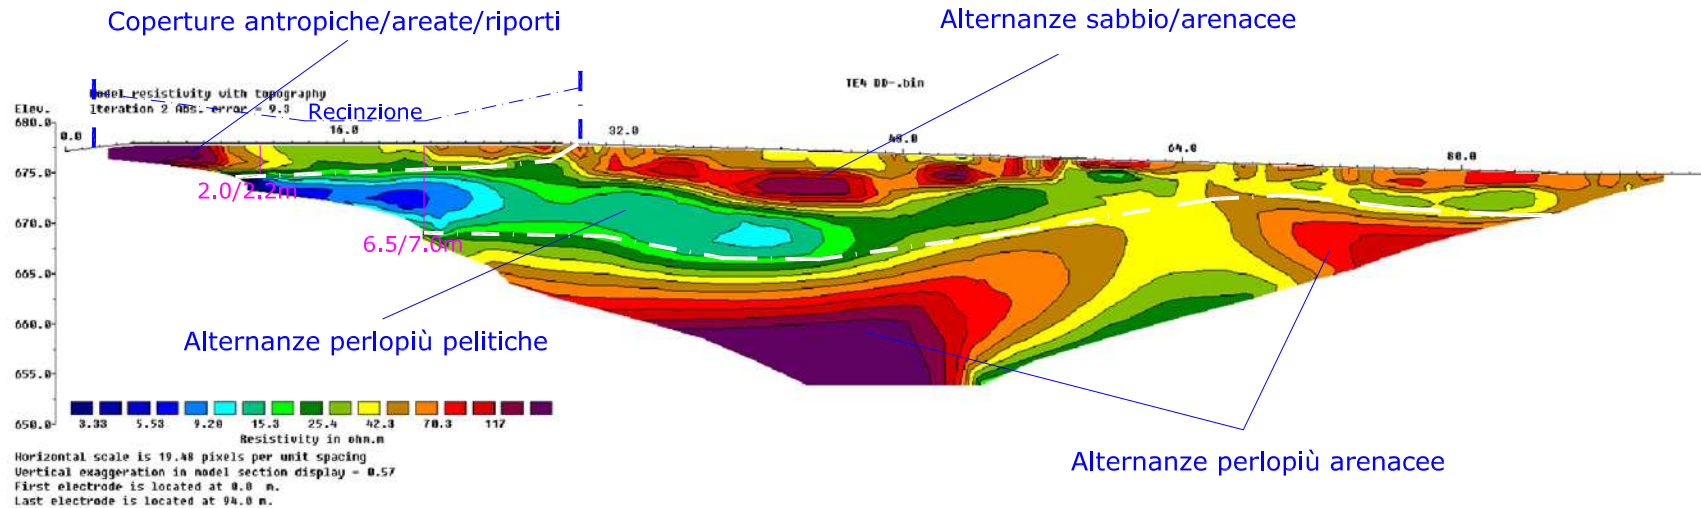 Coperture antropiche/areate/riporti
Alternanze sabbio/arenacee
Model resistivity with topography
TE4 DD-.bin
Elev.
Iteration 2 Abs. error = 9.3
Recinzione
680.0
0.0
16.0
32.0
48.0
64.0
80.0
675.0
2.0/2.2m
670.0
6.5/7.0m
665.0
660.0
Alternanze perlopiù pelitiche
655.0
650.0
3.33 5.53 9.20 15.3 25.4 42.3 70.3 117
Resistivity in ohm.m
Alternanze perlopiù arenacee
Horizontal scale is 19.48 pixels per unit spacing
Vertical exaggeration in model section display = 0.57
First electrode is located at 0.0 m.
Last electrode is located at 94.0 m.